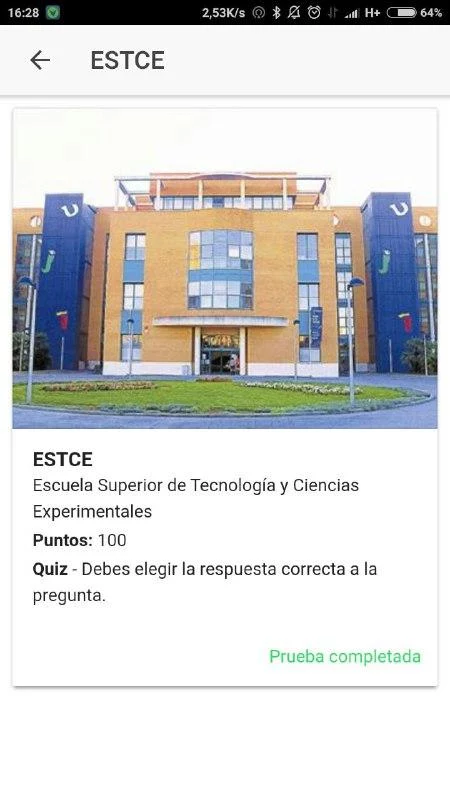 16:28 2,53K/s H+ 64%
ESTCE
ESTCE
Escuela Superior de Tecnología y Ciencias
Experimentales
Puntos: 100
Quiz - Debes elegir la respuesta correcta a la
pregunta.
Prueba completada